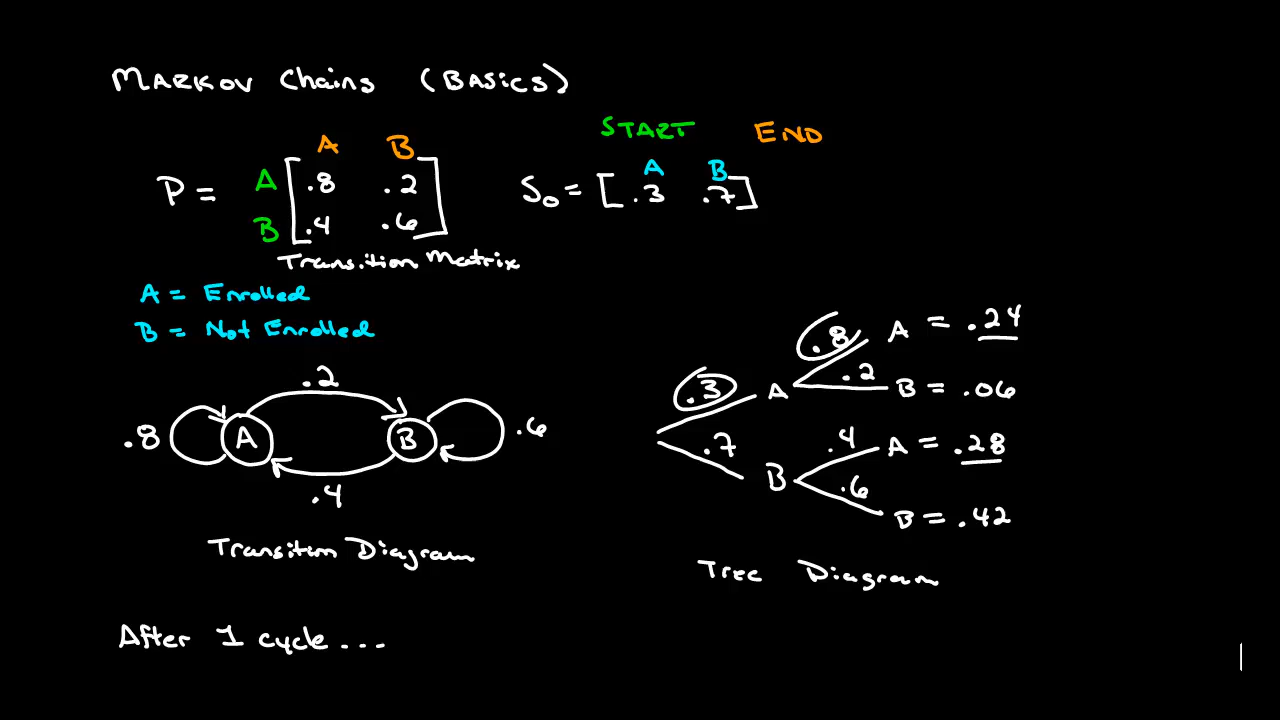 MARKOV Chains (BASICS)
START END
A B
P = A [.8 .2
B .4 .6]
A B
S0 = [.3 .7]
Transition Matrix
A = Enrolled
B = Not Enrolled
.2
.8 A B .6
.4
Transition Diagram
.8 A = .24
.3 A .2 B = .06
.7 B .4 A = .28
.6 B = .42
Tree Diagram
After 1 cycle...